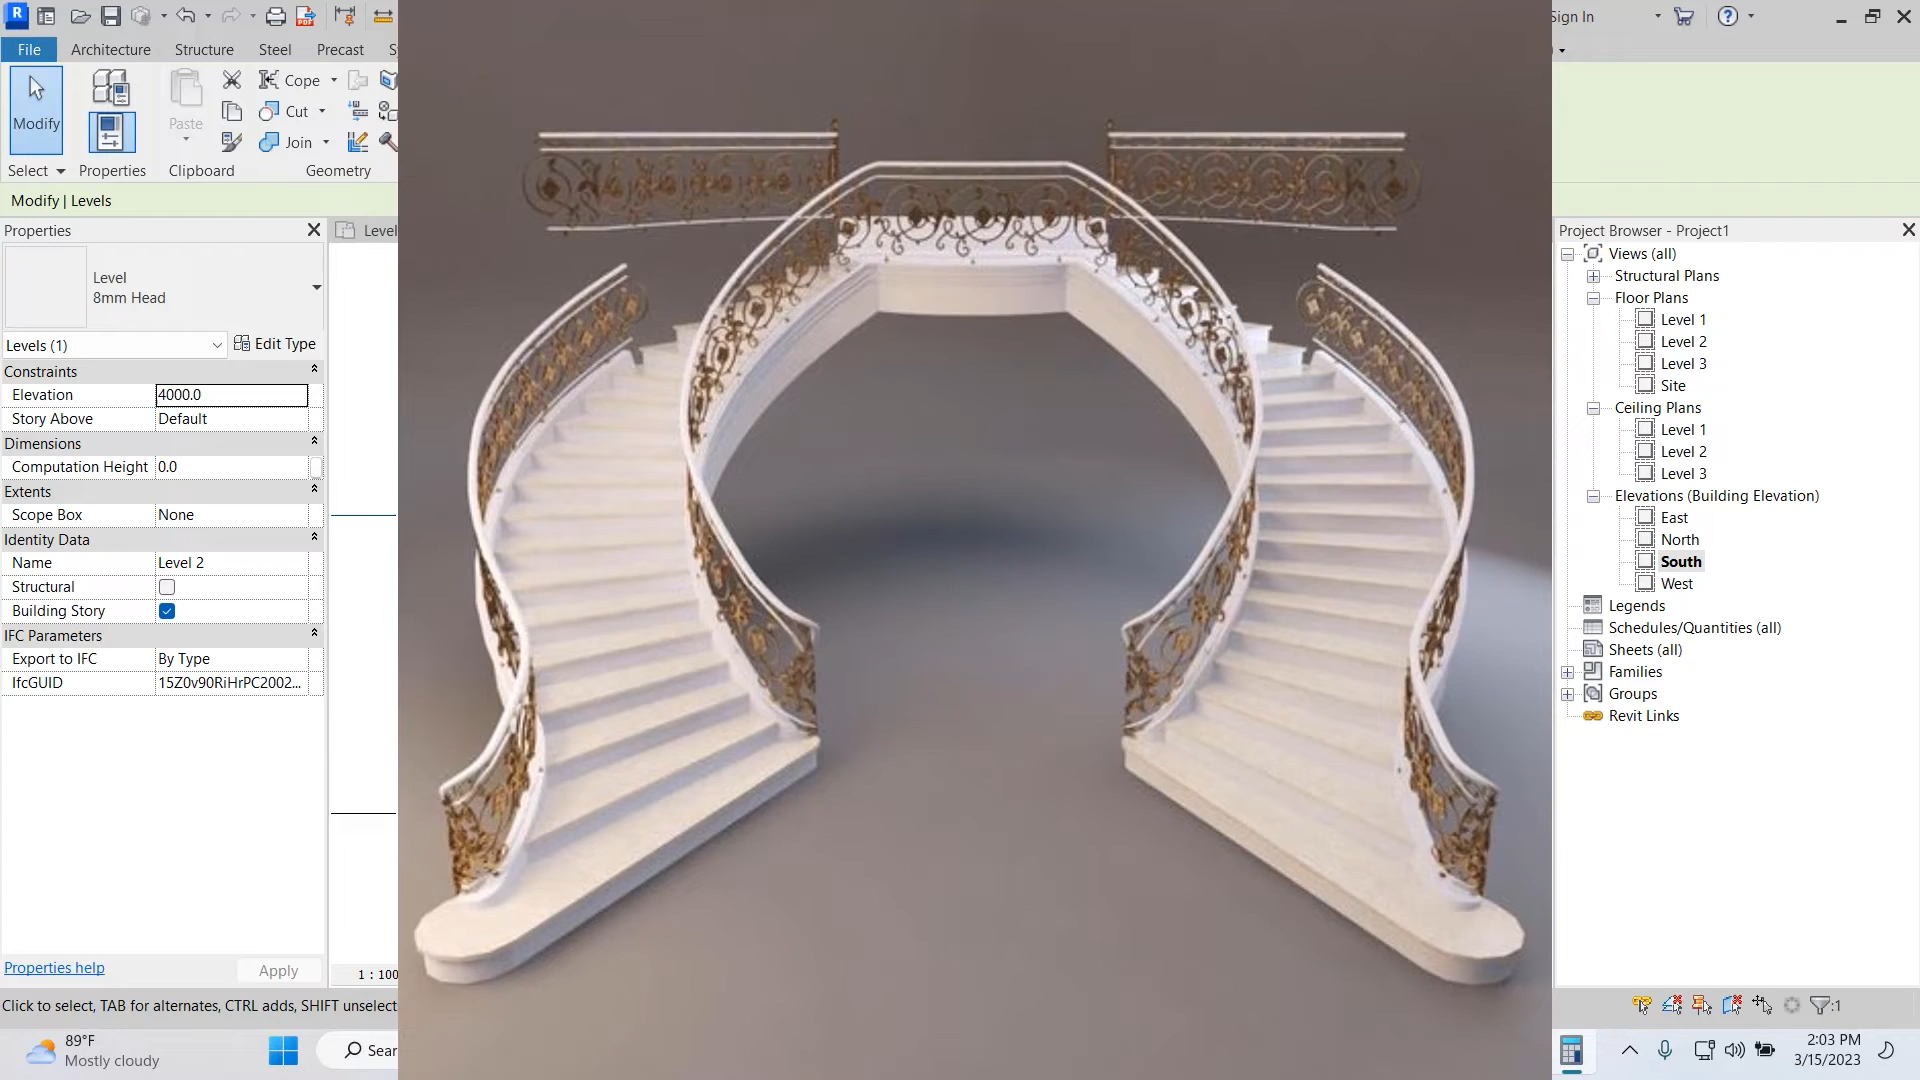 Sign In
File
Architecture
Structure
Steel
Precast
S
Modify
Paste
Cope
Cut
Join
Select
Properties
Clipboard
Geometry
Modify | Levels
Properties
Level
8mm Head
Levels (1)
Edit Type
Constraints
Elevation
4000.0
Story Above
Default
Dimensions
Computation Height
0.0
Extents
Scope Box
None
Identity Data
Name
Level 2
Structural
Building Story
IFC Parameters
Export to IFC
By Type
IfcGUID
15Z0v90RiHrPC2002...
Properties help
Apply
Level
1 : 100
Click to select, TAB for alternates, CTRL adds, SHIFT unselect
Project Browser - Project1
Views (all)
Structural Plans
Floor Plans
Level 1
Level 2
Level 3
Site
Ceiling Plans
Level 1
Level 2
Level 3
Elevations (Building Elevation)
East
North
South
West
Legends
Schedules/Quantities (all)
Sheets (all)
Families
Groups
Revit Links
:1
89°F
Mostly cloudy
Sear
2:03 PM
3/15/2023